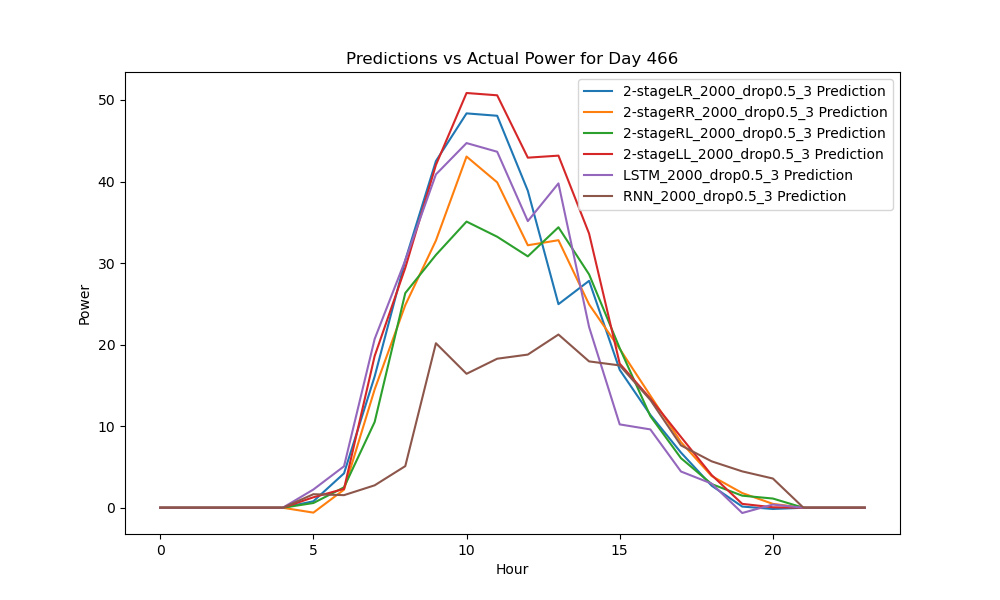 Predictions vs Actual Power for Day 466
2-stageLR_2000_drop0.5_3 Prediction
2-stageRR_2000_drop0.5_3 Prediction
2-stageRL_2000_drop0.5_3 Prediction
2-stageLL_2000_drop0.5_3 Prediction
LSTM_2000_drop0.5_3 Prediction
RNN_2000_drop0.5_3 Prediction
50
40
30
20
10
0
Power
0 5 10 15 20
Hour